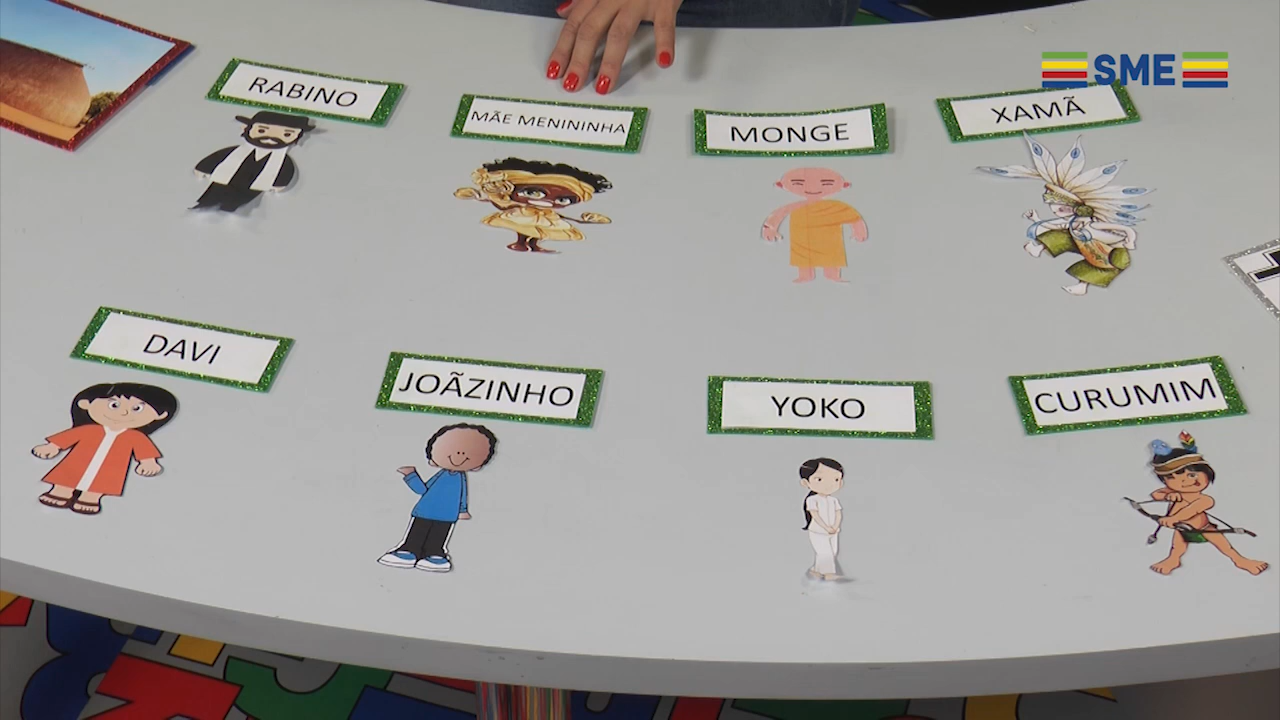 SME
RABINO
MÃE MENININHA
MONGE
XAMÃ
DAVI
JOÃZINHO
YOKO
CURUMIM